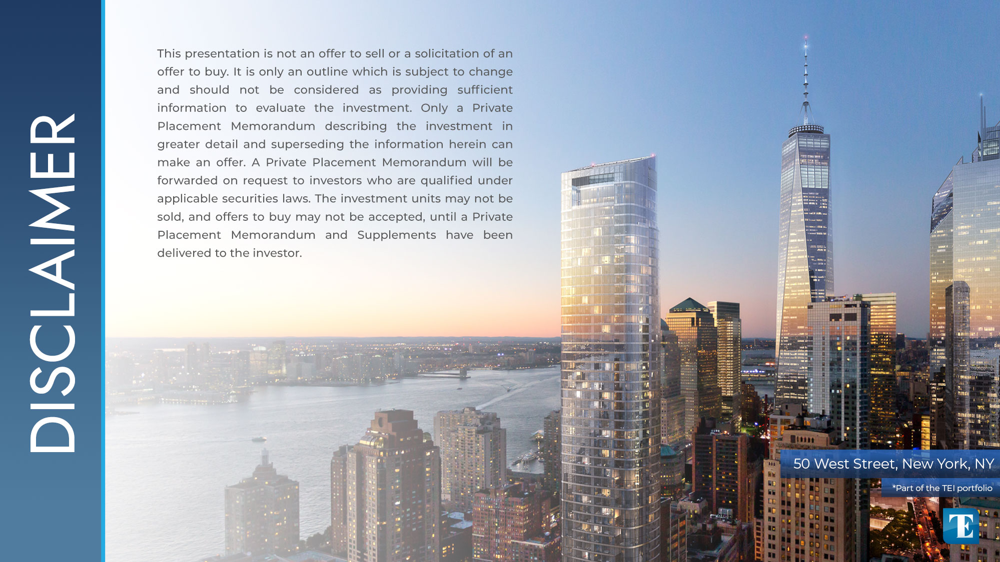 DISCLAIMER
This presentation is not an offer to sell or a solicitation of an
offer to buy. It is only an outline which is subject to change
and should not be considered as providing sufficient
information to evaluate the investment. Only a Private
Placement Memorandum describing the investment in
greater detail and superseding the information herein can
make an offer. A Private Placement Memorandum will be
forwarded on request to investors who are qualified under
applicable securities laws. The investment units may not be
sold, and offers to buy may not be accepted, until a Private
Placement Memorandum and Supplements have been
delivered to the investor.
50 West Street, New York, NY
*Part of the TEI portfolio
TE